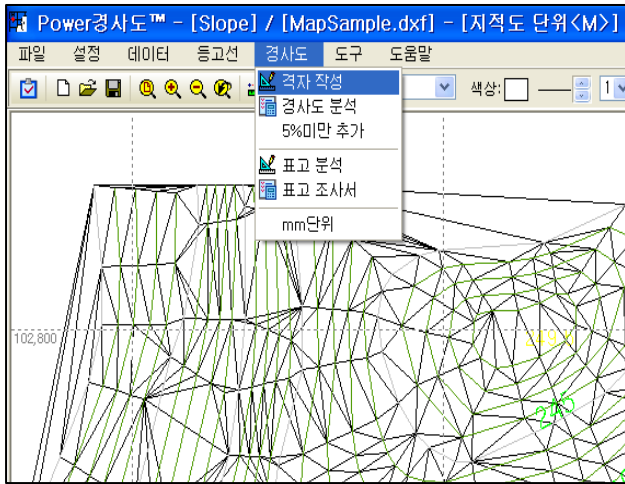 Power경사도™ - [Slope] / [MapSample.dxf] - [지적도 단위<M>]
파일 설정 데이터 등고선 경사도 도구 도움말
색상: 1
격자 작성
경사도 분석
5%미만 추가
표고 분석
표고 조사서
mm단위
102,800
245